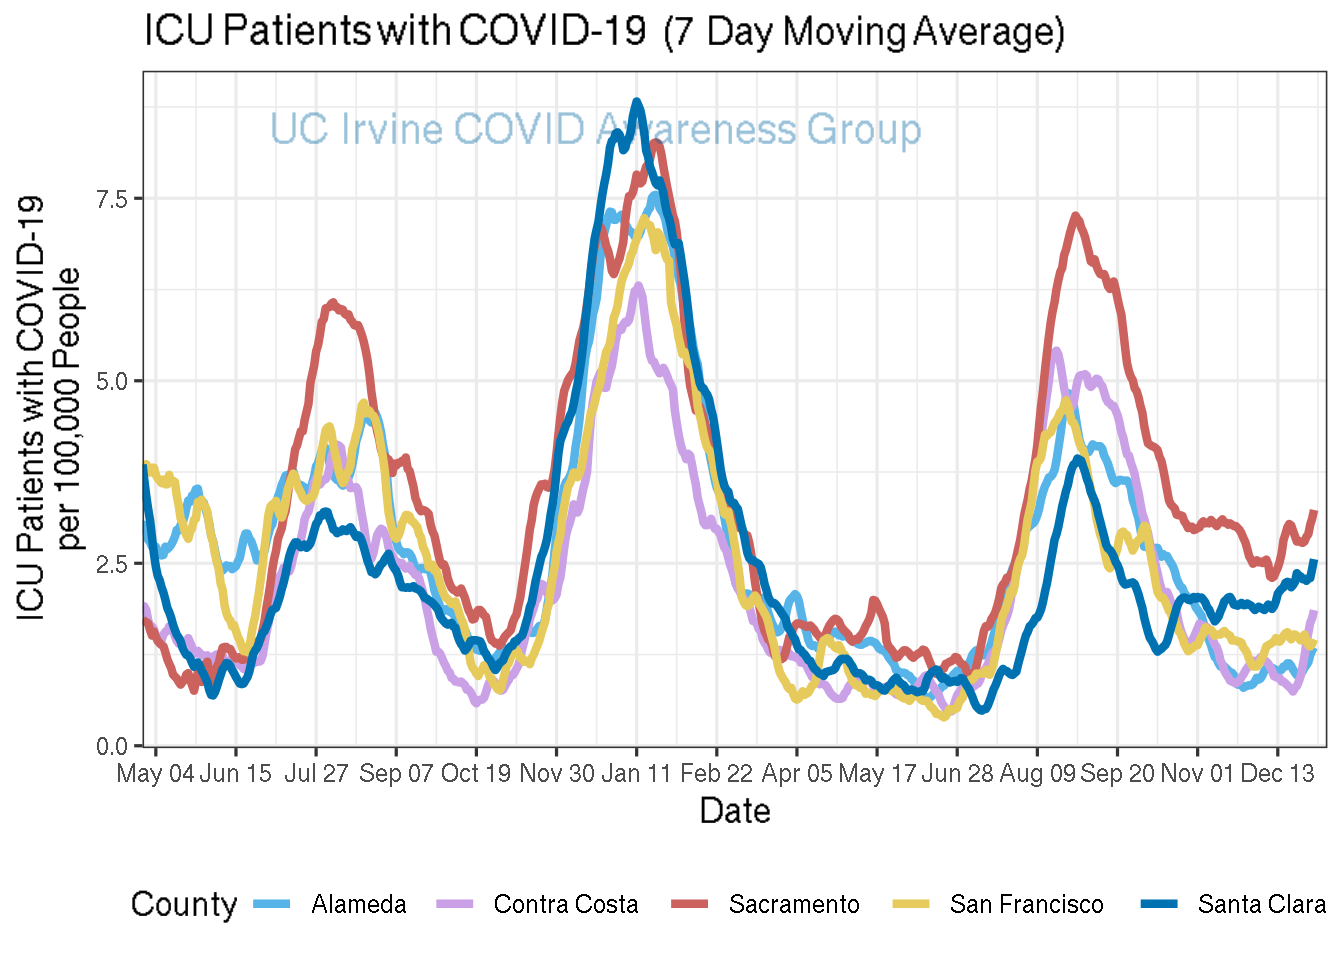 ICU Patients with COVID-19 (7 Day Moving Average)
UC Irvine COVID Awareness Group
ICU Patients with COVID-19
per 100,000 People
7.5
5.0
2.5
0.0
May 04 Jun 15 Jul 27 Sep 07 Oct 19 Nov 30 Jan 11 Feb 22 Apr 05 May 17 Jun 28 Aug 09 Sep 20 Nov 01 Dec 13
Date
County Alameda Contra Costa Sacramento San Francisco Santa Clara